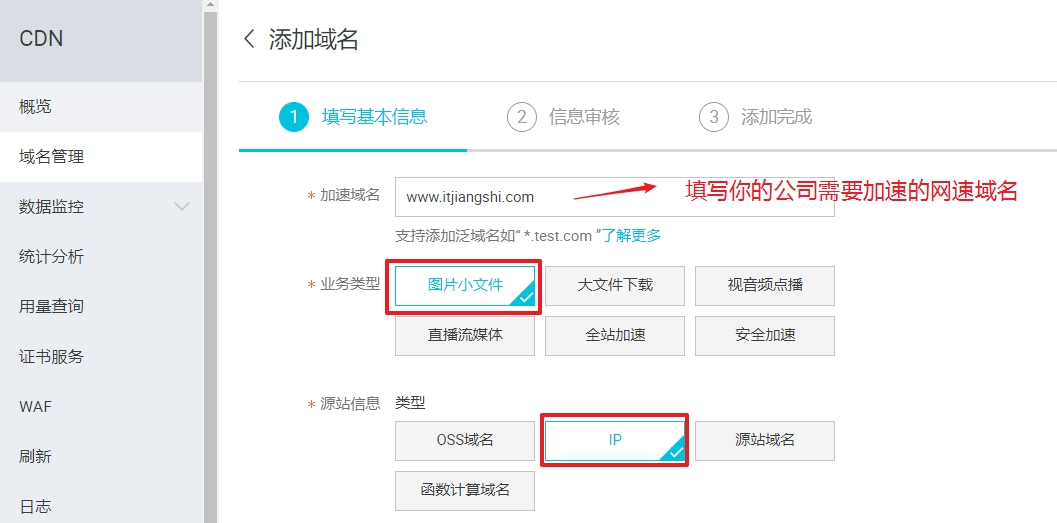 CDN
概览
域名管理
数据监控
统计分析
用量查询
证书服务
WAF
刷新
日志
添加域名
1 填写基本信息 2 信息审核 3 添加完成
* 加速域名 www.itjiangshi.com 填写你的公司需要加速的网速域名
支持添加泛域名如“ *.test.com ”了解更多
* 业务类型 图片小文件 大文件下载 视音频点播
直播流媒体 全站加速 安全加速
* 源站信息 类型
OSS域名 IP 源站域名
函数计算域名